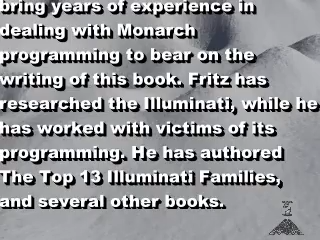 bring years of experience in
dealing with Monarch
programming to bear on the
writing of this book. Fritz has
researched the Illuminati, while he
has worked with victims of its
programming. He has authored
The Top 13 Illuminati Families,
and several other books.